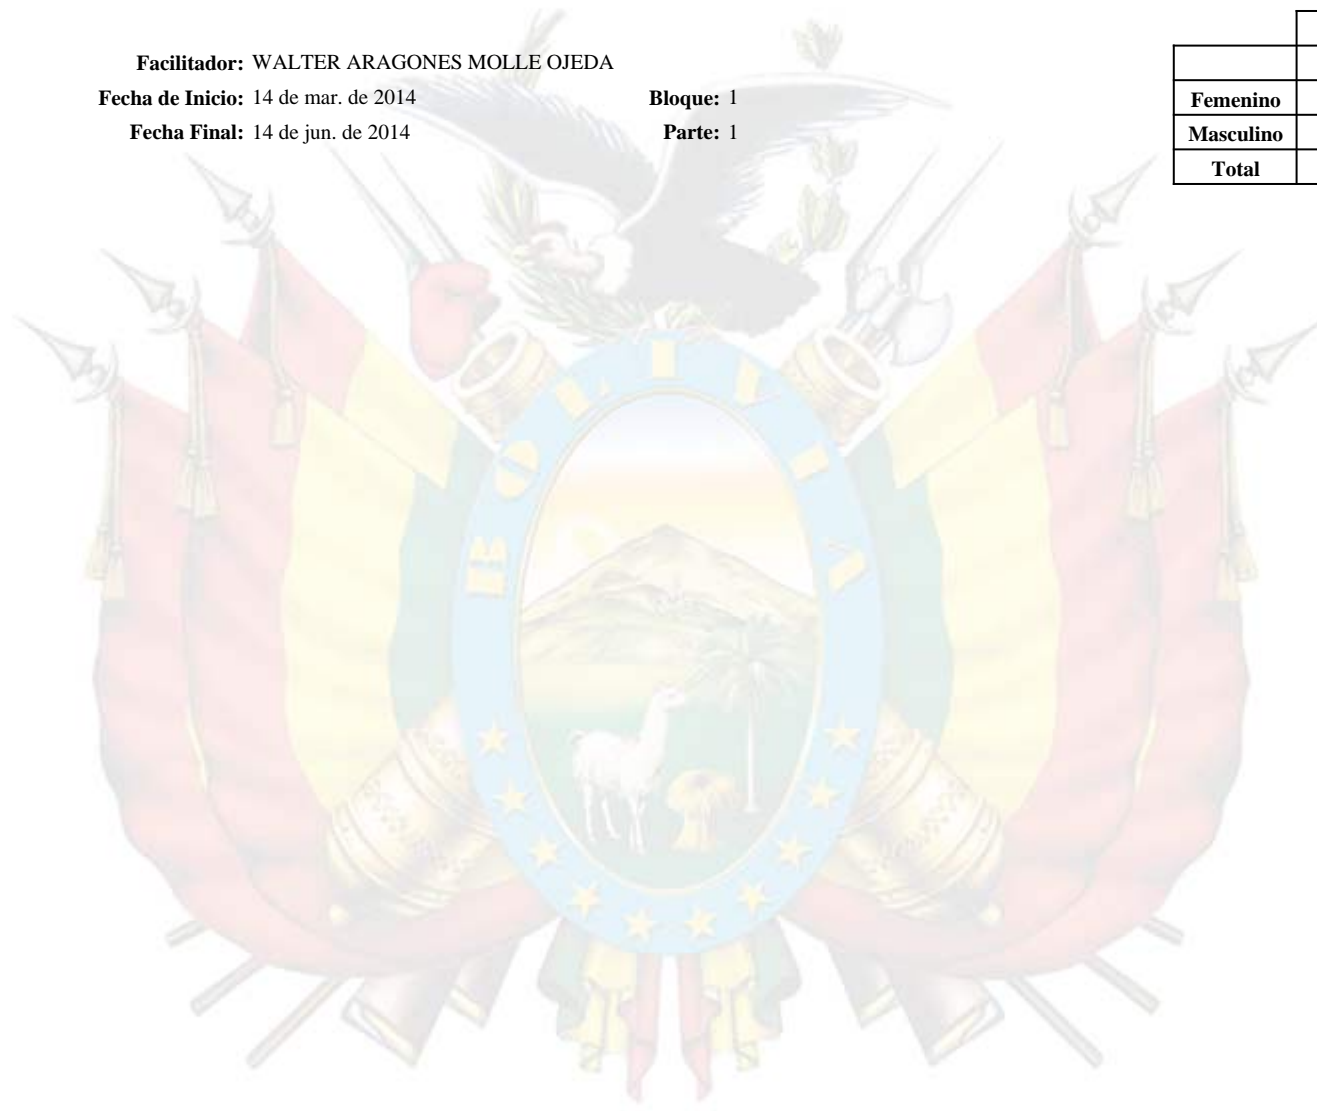 Facilitador: WALTER ARAGONES MOLLE OJEDA
Fecha de Inicio: 14 de mar. de 2014 Bloque: 1
Fecha Final: 14 de jun. de 2014 Parte: 1
Femenino
Masculino
Total
BOLIVIA